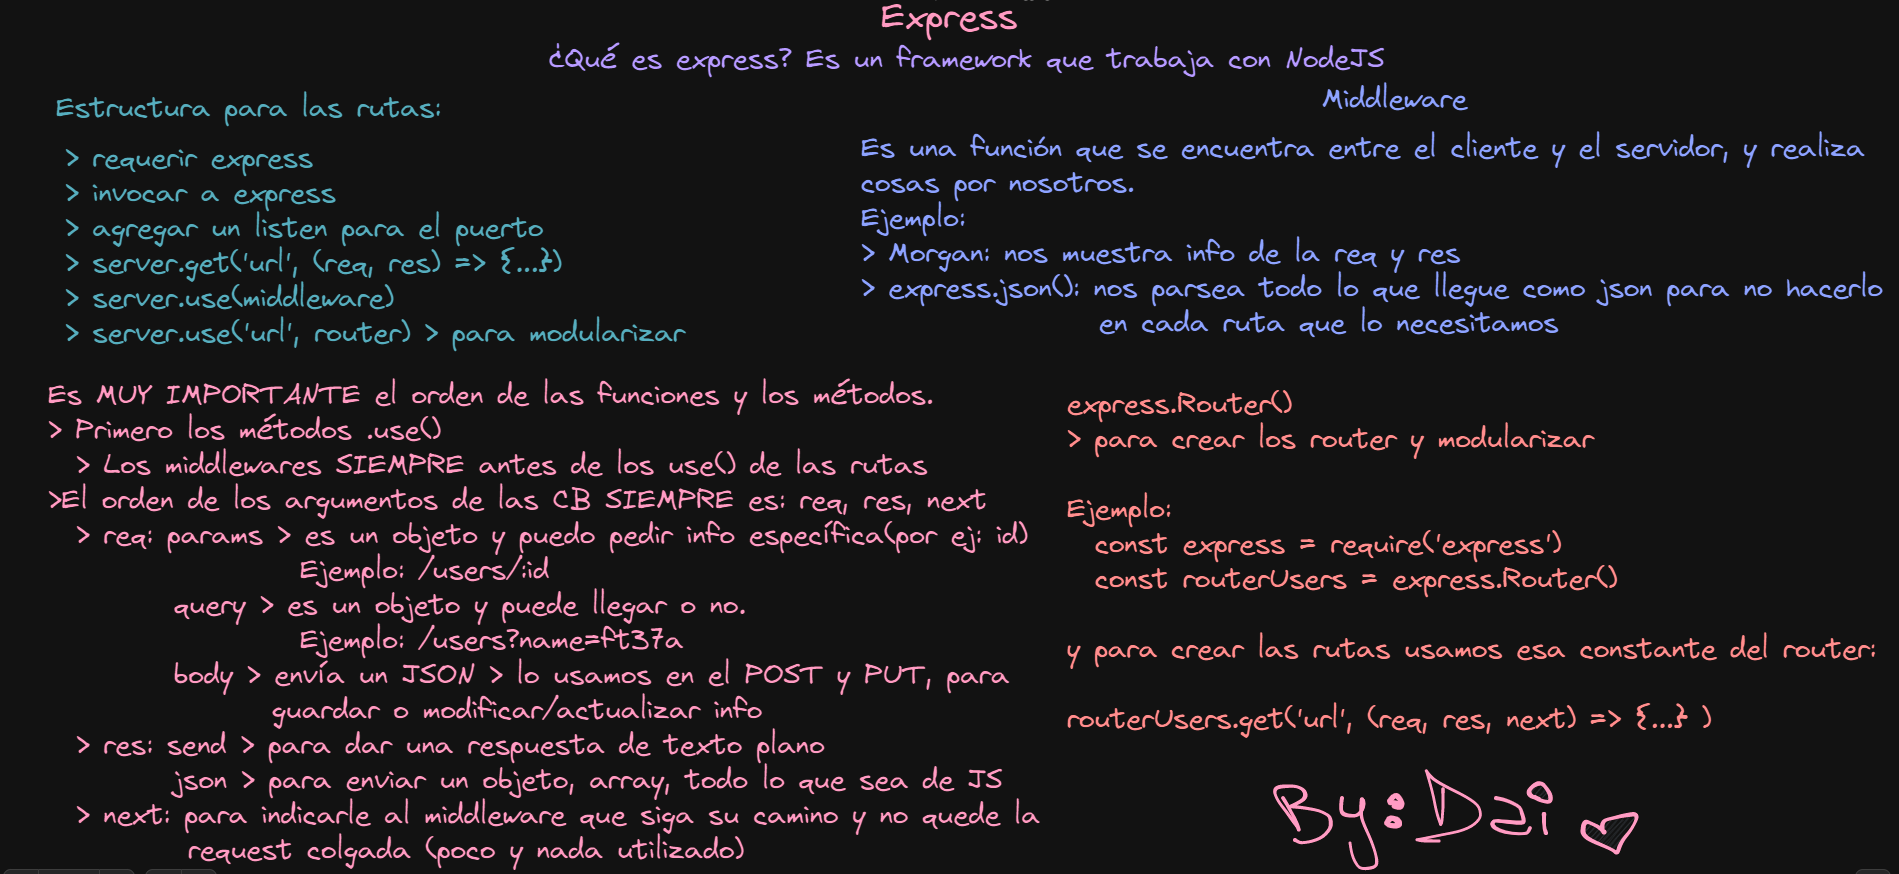 Express
¿Qué es express? Es un framework que trabaja con NodeJS
Estructura para las rutas:
> requerir express
> invocar a express
> agregar un listen para el puerto
> server.get('url', (req, res) => {...})
> server.use(middleware)
> server.use('url', router) > para modularizar
Middleware
Es una función que se encuentra entre el cliente y el servidor, y realiza
cosas por nosotros.
Ejemplo:
> Morgan: nos muestra info de la req y res
> express.json(): nos parsea todo lo que llegue como json para no hacerlo
en cada ruta que lo necesitamos
Es MUY IMPORTANTE el orden de las funciones y los métodos.
> Primero los métodos .use()
> Los middlewares SIEMPRE antes de los use() de las rutas
>El orden de los argumentos de las CB SIEMPRE es: req, res, next
> req: params > es un objeto y puedo pedir info específica(por ej: id)
Ejemplo: /users/:id
query > es un objeto y puede llegar o no.
Ejemplo: /users?name=ft37a
body > envía un JSON > lo usamos en el POST y PUT, para
guardar o modificar/actualizar info
> res: send > para dar una respuesta de texto plano
json > para enviar un objeto, array, todo lo que sea de JS
> next: para indicarle al middleware que siga su camino y no quede la
request colgada (poco y nada utilizado)
express.Router()
> para crear los router y modularizar
Ejemplo:
const express = require('express')
const routerUsers = express.Router()
y para crear las rutas usamos esa constante del router:
routerUsers.get('url', (req, res, next) => {...} )
By: Dai